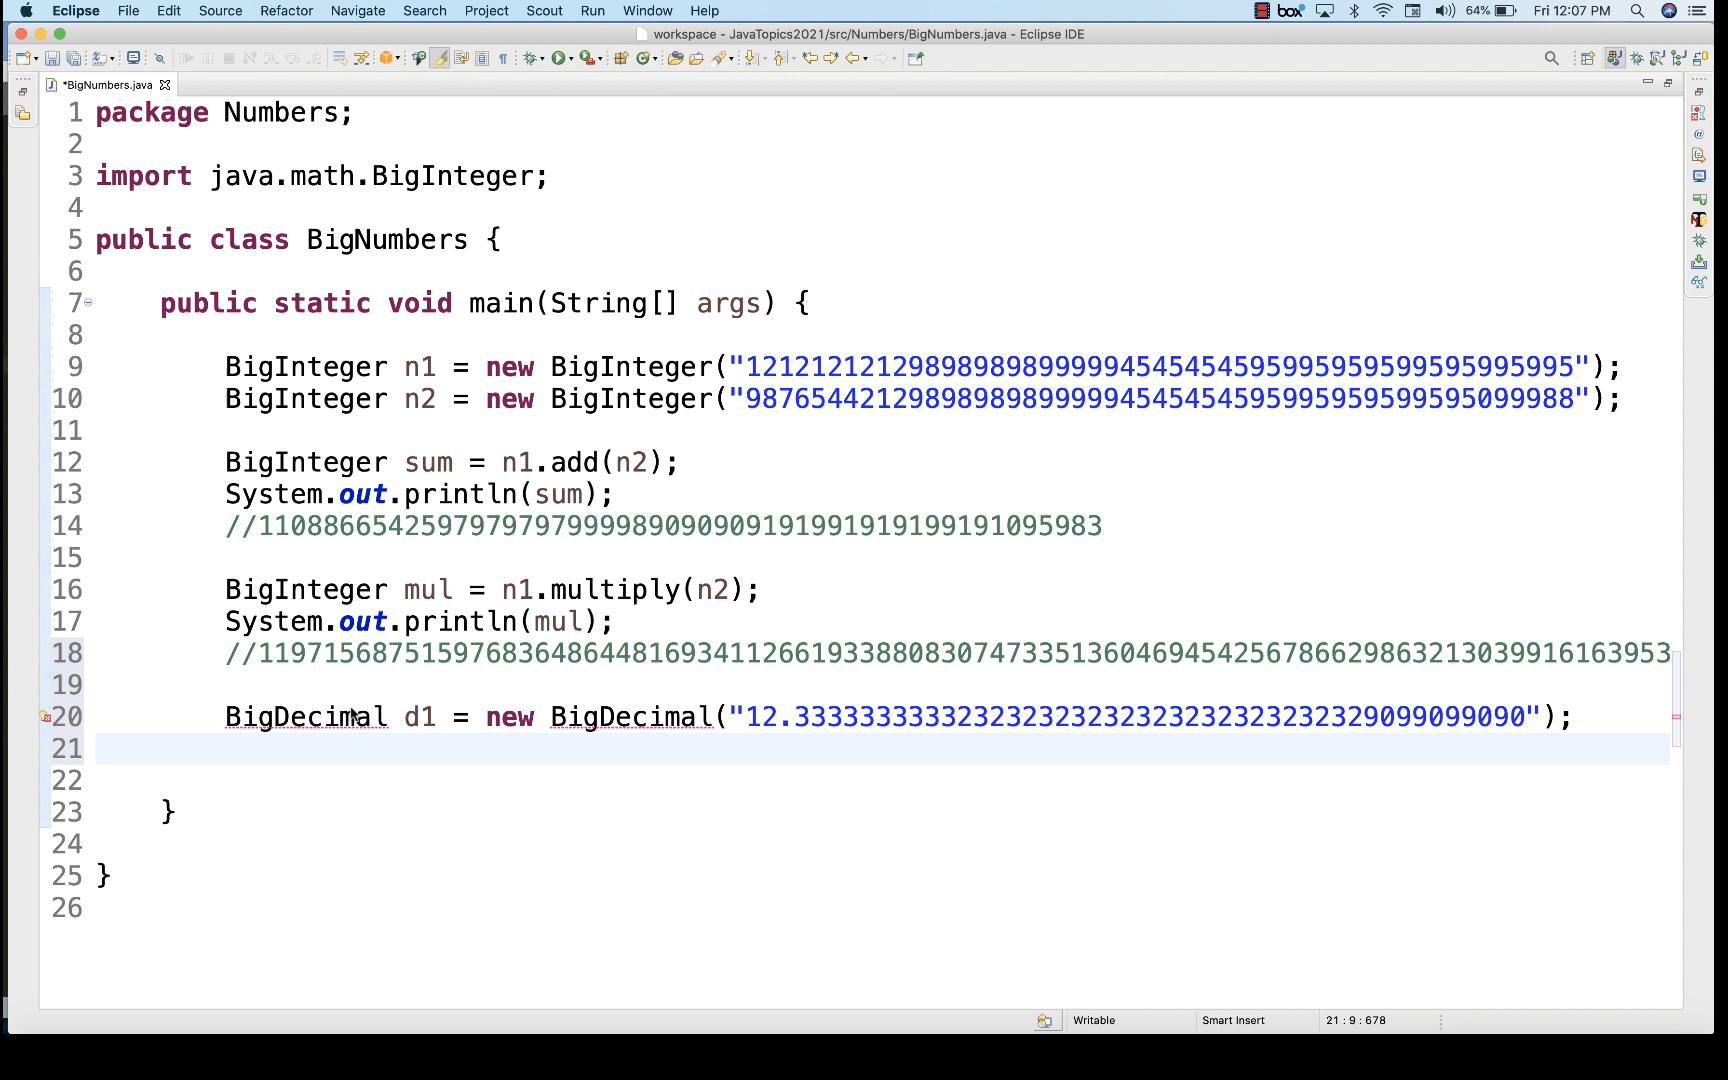 Eclipse File Edit Source Refactor Navigate Search Project Scout Run Window Help box 64% Fri 12:07 PM
workspace - JavaTopics2021/src/Numbers/BigNumbers.java - Eclipse IDE
*BigNumbers.java
1 package Numbers;
2
3 import java.math.BigInteger;
4
5 public class BigNumbers {
6
7 public static void main(String[] args) {
8
9 BigInteger n1 = new BigInteger("1212121212989898989999945454545959959595995959959​95");
10 BigInteger n2 = new BigInteger("987654421298989898999994545454595995959599595099988");
11
12 BigInteger sum = n1.add(n2);
13 System.out.println(sum);
14 //1108866542597979797999989090909191991919199191095983
15
16 BigInteger mul = n1.multiply(n2);
17 System.out.println(mul);
18 //119715687515976836486448169341126619338808307473351360469454256786629863213039916163953
19
20 BigDecimal d1 = new BigDecimal("12.3333333333232323232323232323232323329099099090");
21
22
23 }
24
25 }
26
Writable Smart Insert 21 : 9 : 678